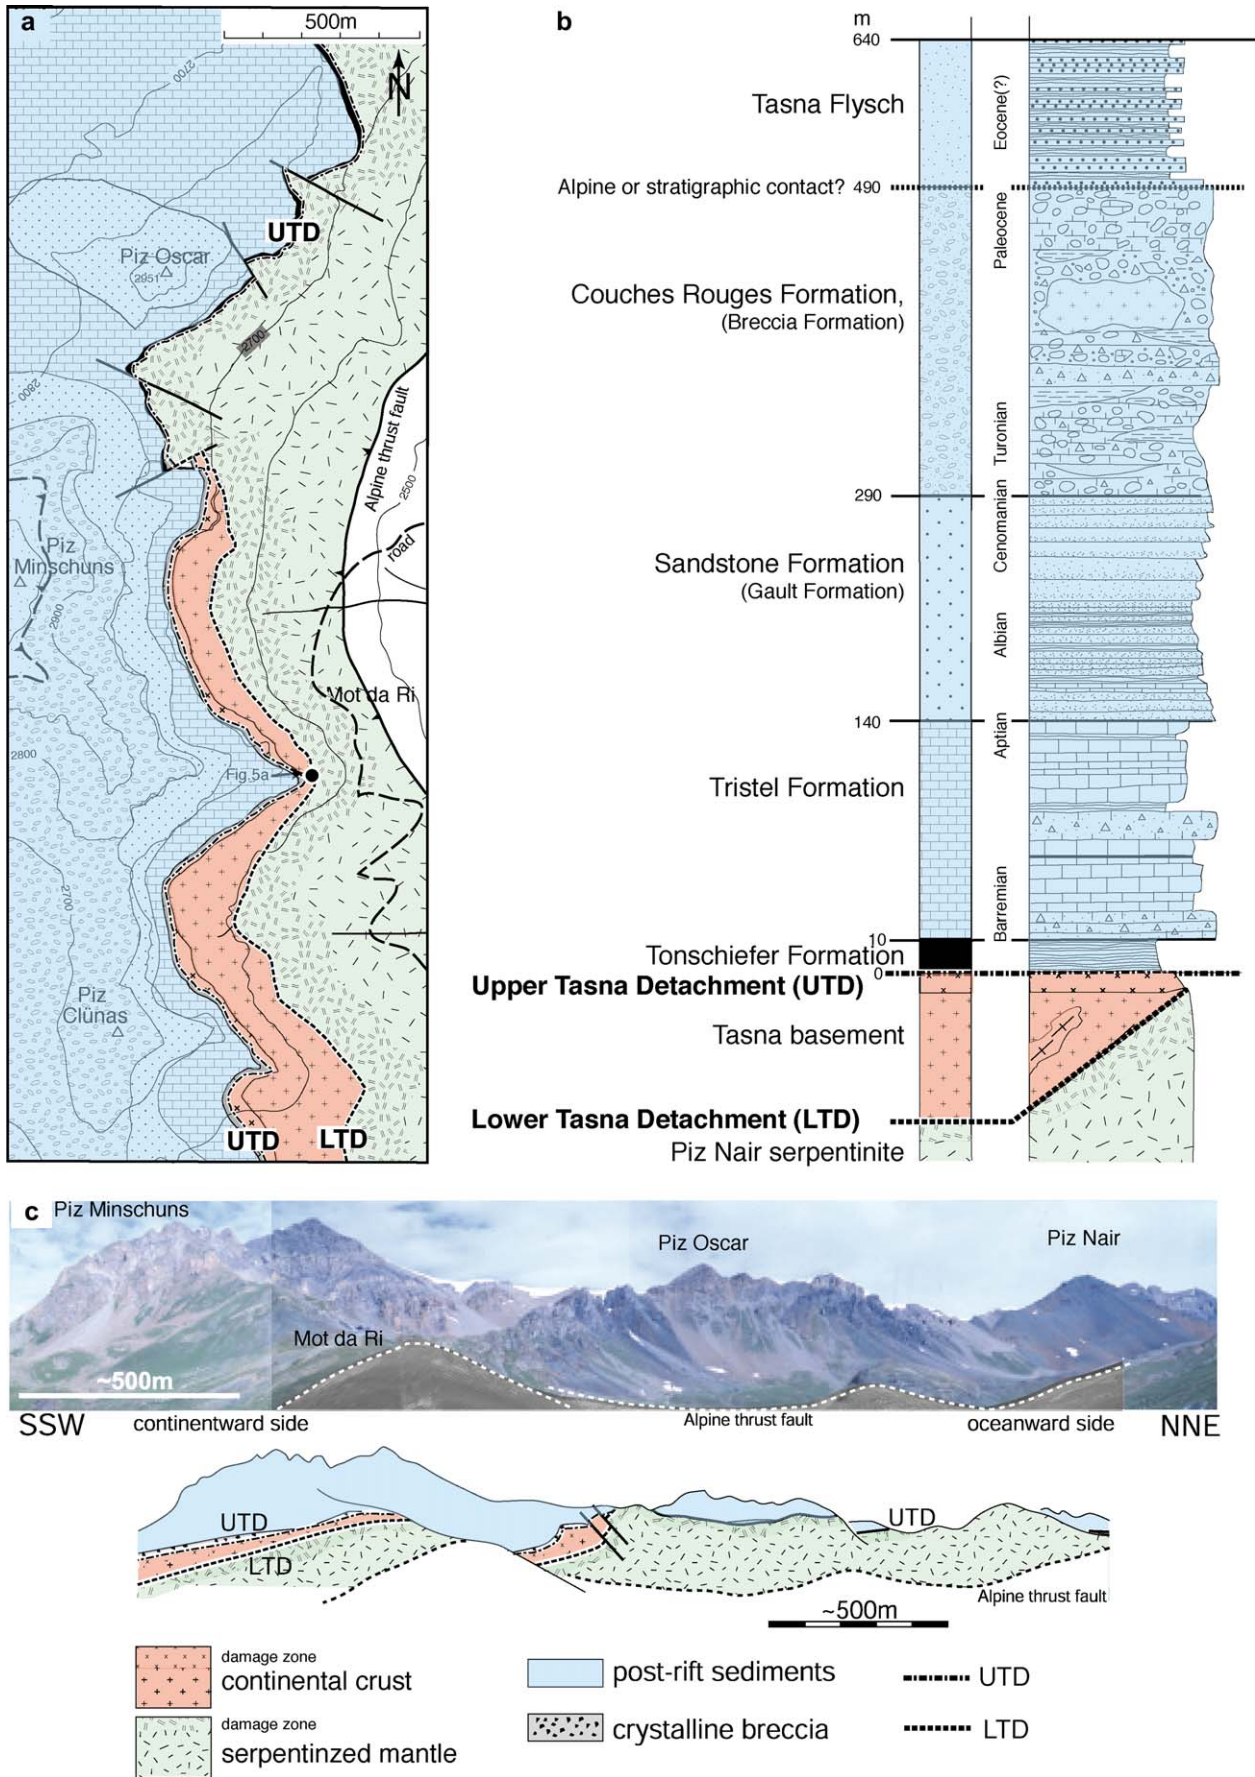 a
500m
2700
N
UTD
Piz Oscar
2951
2700
2800
Alpine thrust fault
2500
road
Piz
Minschuns
2900
Mot da Ri
2800
Fig.5a
2700
Piz
Clünas
UTD
LTD
b
m
640
Tasna Flysch
Eocene(?)
Alpine or stratigraphic contact? 490
Paleocene
Couches Rouges Formation,
(Breccia Formation)
Turonian
290
Cenomanian
Sandstone Formation
(Gault Formation)
Albian
140
Aptian
Tristel Formation
Barremian
10
Tonschiefer Formation
0
Upper Tasna Detachment (UTD)
Tasna basement
Lower Tasna Detachment (LTD)
Piz Nair serpentinite
c
Piz Minschuns
Piz Oscar
Piz Nair
Mot da Ri
~500m
SSW
continentward side
Alpine thrust fault
oceanward side
NNE
UTD
UTD
LTD
Alpine thrust fault
~500m
damage zone
continental crust
post-rift sediments
UTD
damage zone
serpentinzed mantle
crystalline breccia
LTD